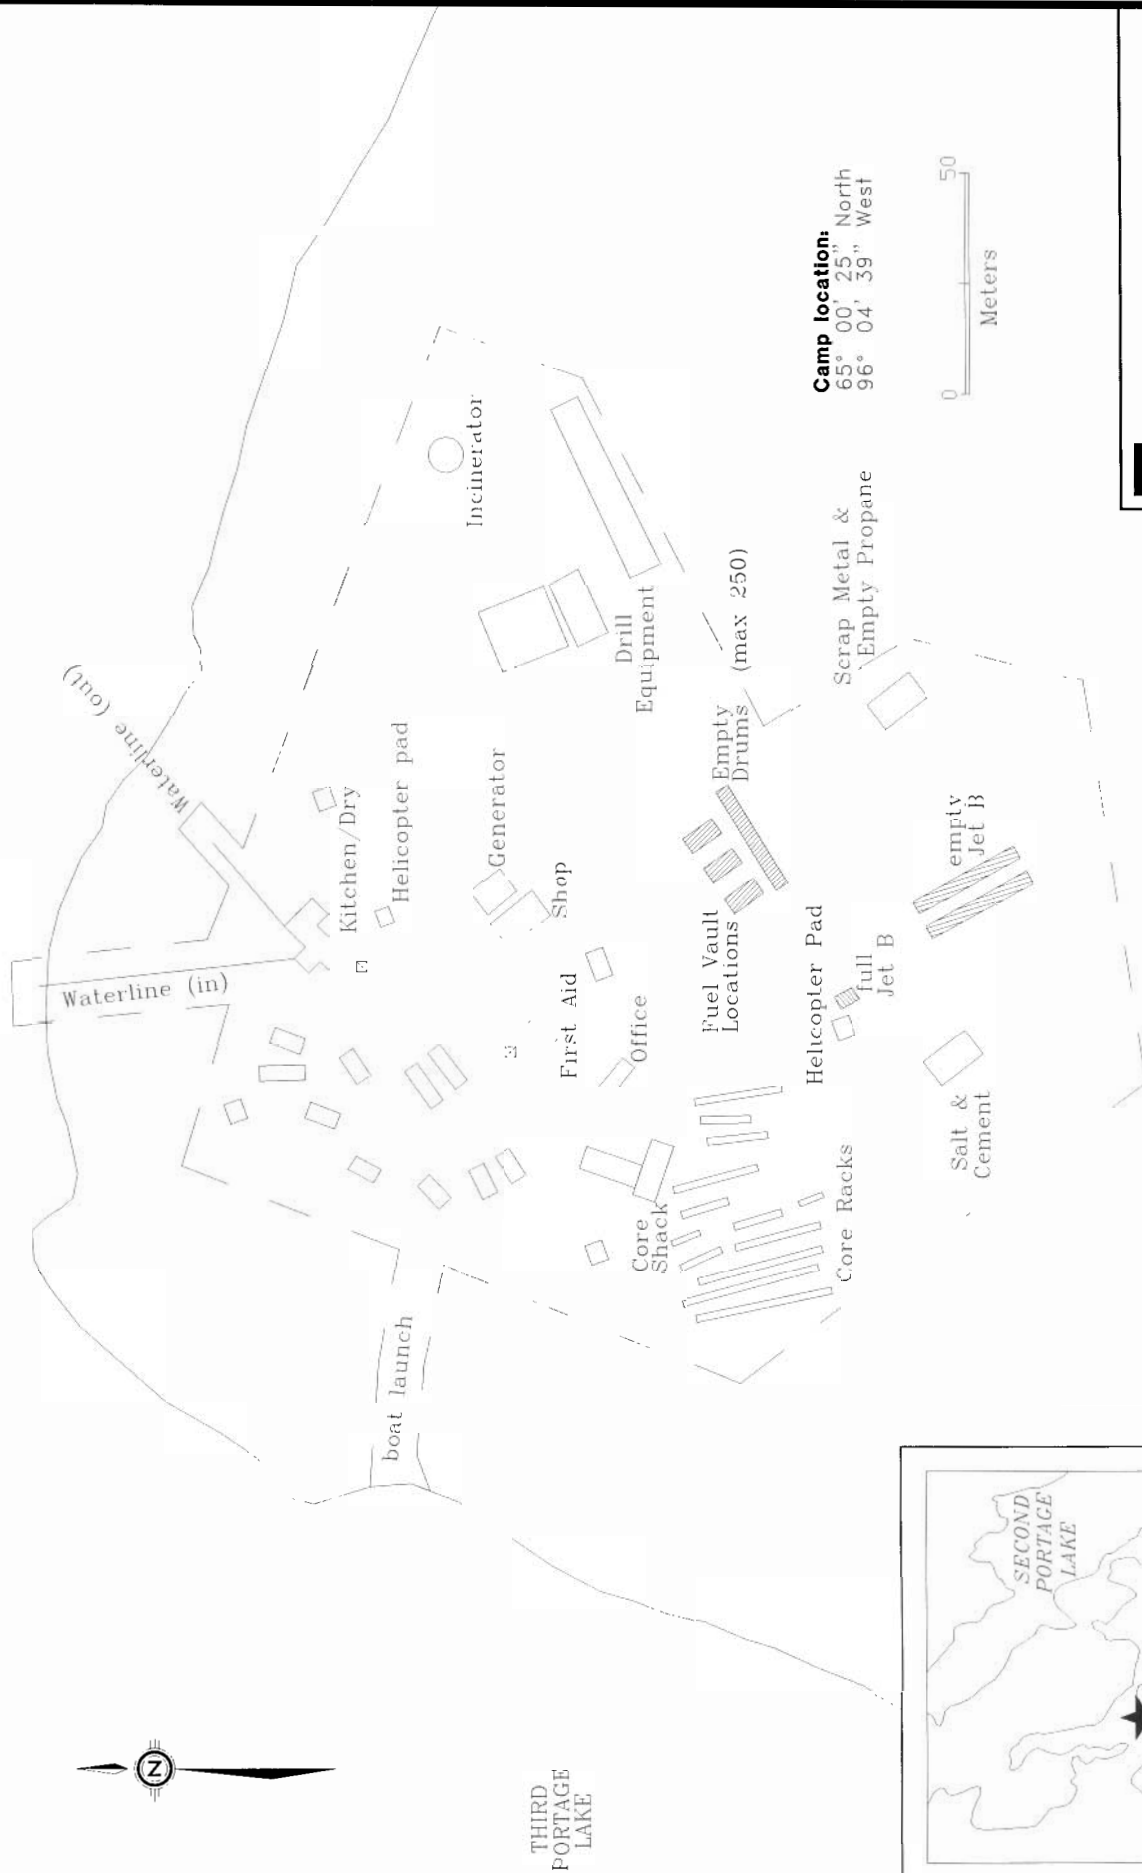 Waterline (out)
Waterline (in)
Kitchen/Dry
Helicopter pad
Incinerator
Generator
Shop
First Aid
Office
Drill
Equipment
boat launch
Core
Shack
Fuel Vault
Locations
Empty
Drums (max 250)
Helicopter Pad
full
Jet B
Core Racks
Scrap Metal &
Empty Propane
empty
Jet B
Salt &
Cement
Camp location:
65° 00' 25" North
96° 04' 39" West
0 50
Meters
N
THIRD
PORTAGE
LAKE
SECOND
PORTAGE
LAKE